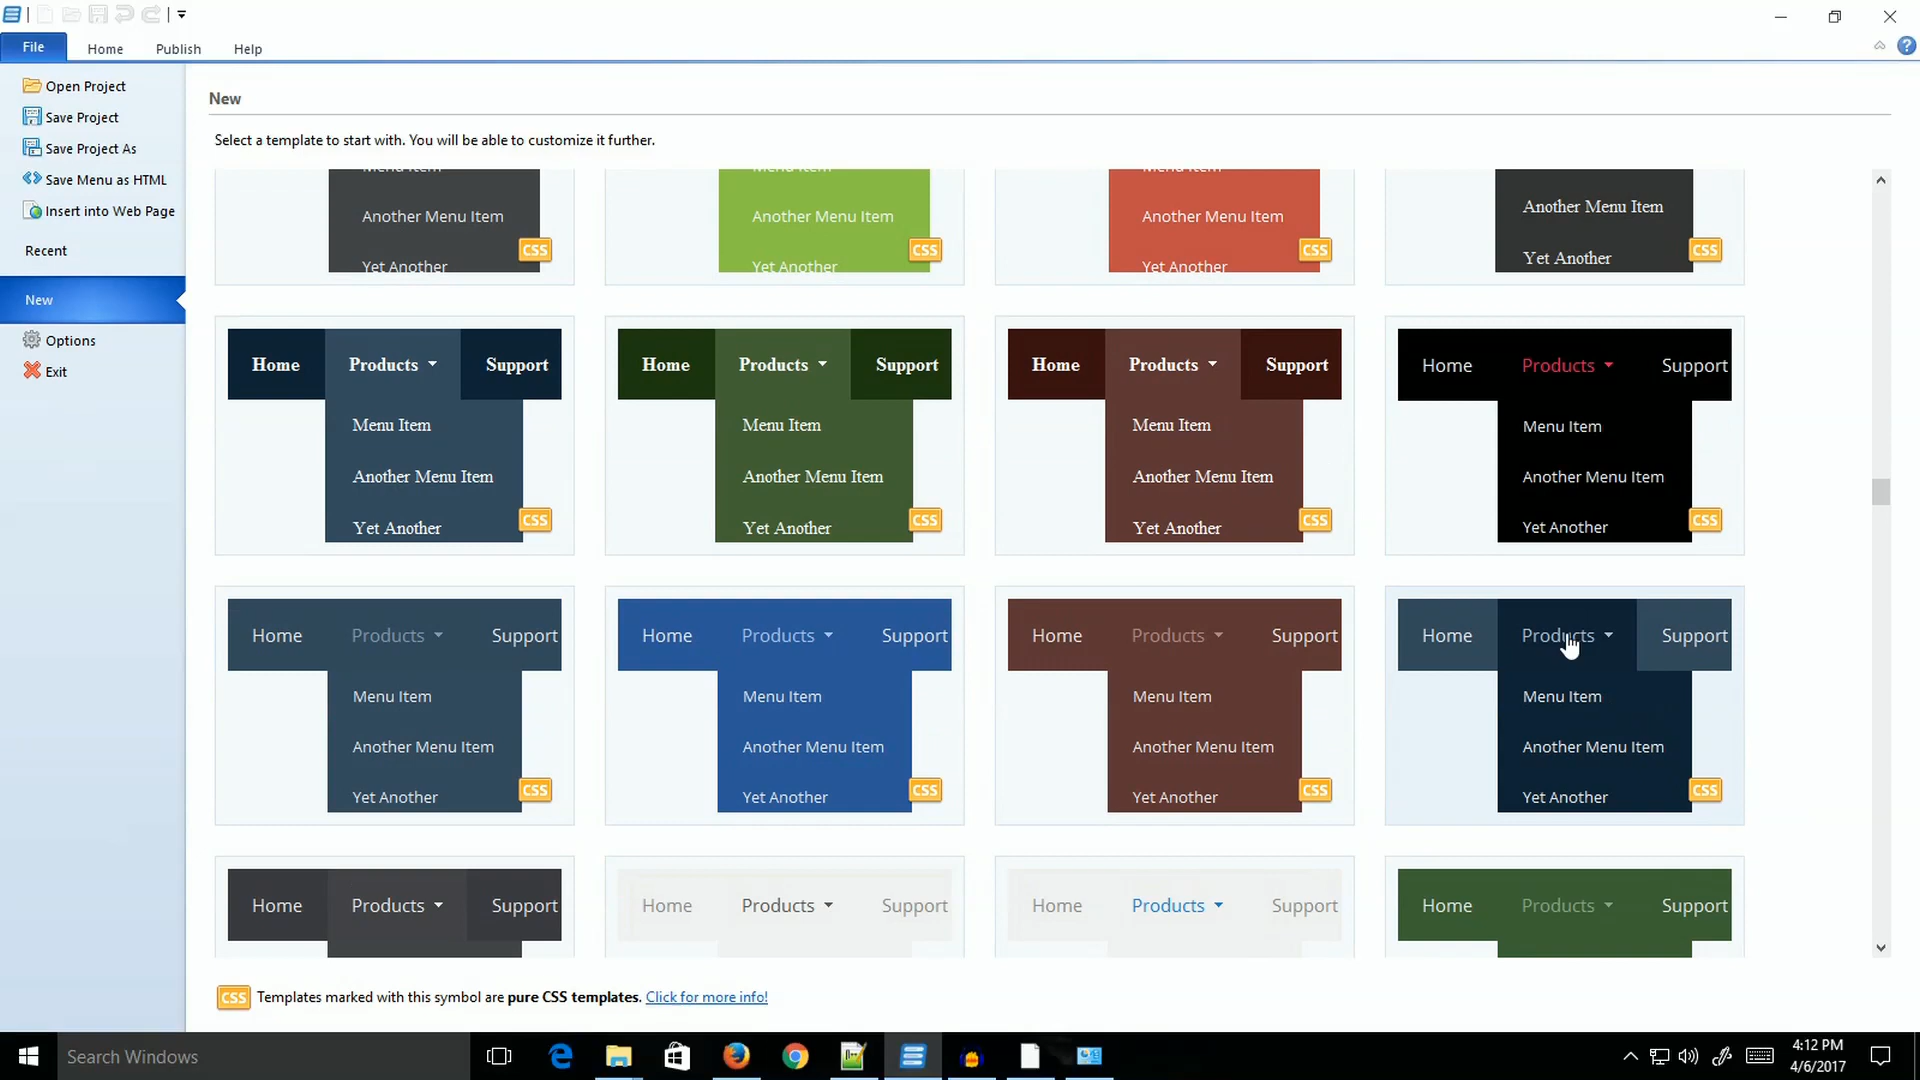 File
Home
Publish
Help
Open Project
Save Project
Save Project As
Save Menu as HTML
Insert into Web Page
Recent
New
Options
Exit
New
Select a template to start with. You will be able to customize it further.
Menu Item
Another Menu Item
Yet Another
CSS
Menu Item
Another Menu Item
Yet Another
CSS
Menu Item
Another Menu Item
Yet Another
CSS
Another Menu Item
Yet Another
CSS
Home Products Support
Menu Item
Another Menu Item
Yet Another
CSS
Home Products Support
Menu Item
Another Menu Item
Yet Another
CSS
Home Products Support
Menu Item
Another Menu Item
Yet Another
CSS
Home Products Support
Menu Item
Another Menu Item
Yet Another
CSS
Home Products Support
Menu Item
Another Menu Item
Yet Another
CSS
Home Products Support
Menu Item
Another Menu Item
Yet Another
CSS
Home Products Support
Menu Item
Another Menu Item
Yet Another
CSS
Home Products Support
Menu Item
Another Menu Item
Yet Another
CSS
Home Products Support
Home Products Support
Home Products Support
Home Products Support
CSS Templates marked with this symbol are pure CSS templates. Click for more info!
Search Windows
4:12 PM
4/6/2017